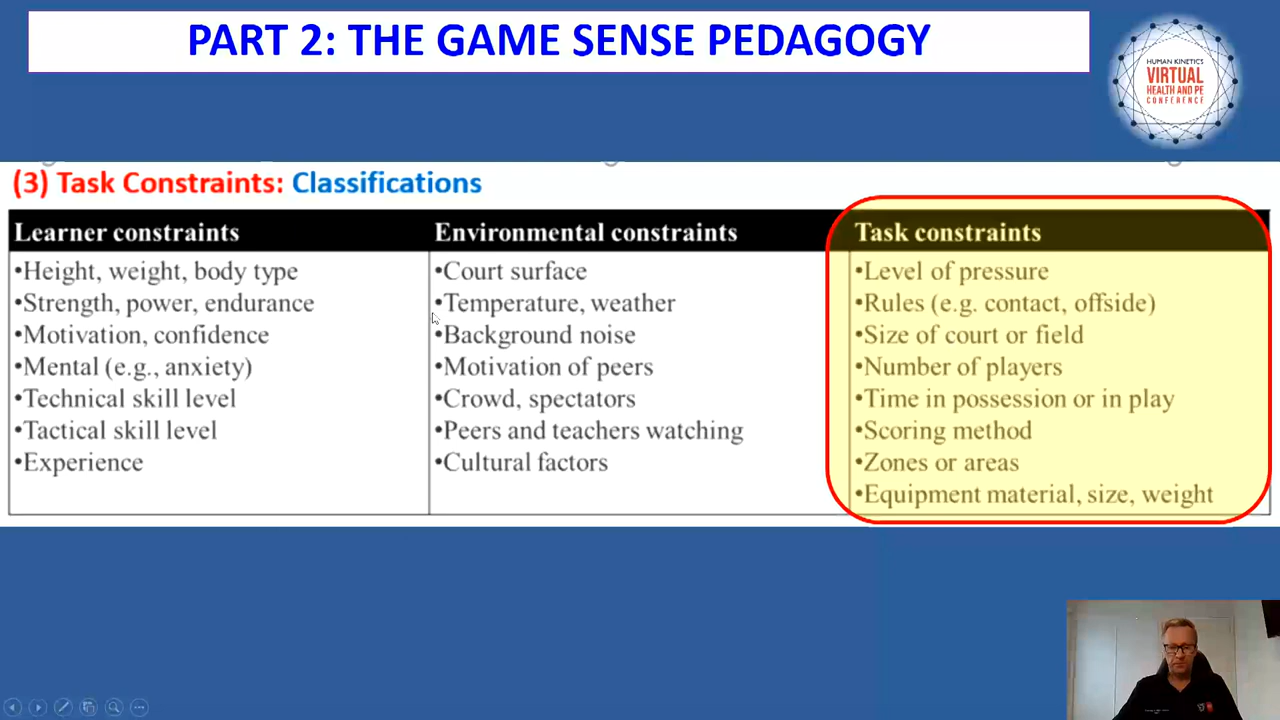 PART 2: THE GAME SENSE PEDAGOGY
HUMAN KINETICS
VIRTUAL
HEALTH AND PE
CONFERENCE
(3) Task Constraints: Classifications
Learner constraints
•Height, weight, body type
•Strength, power, endurance
•Motivation, confidence
•Mental (e.g., anxiety)
•Technical skill level
•Tactical skill level
•Experience
Environmental constraints
•Court surface
•Temperature, weather
•Background noise
•Motivation of peers
•Crowd, spectators
•Peers and teachers watching
•Cultural factors
Task constraints
•Level of pressure
•Rules (e.g. contact, offside)
•Size of court or field
•Number of players
•Time in possession or in play
•Scoring method
•Zones or areas
•Equipment material, size, weight